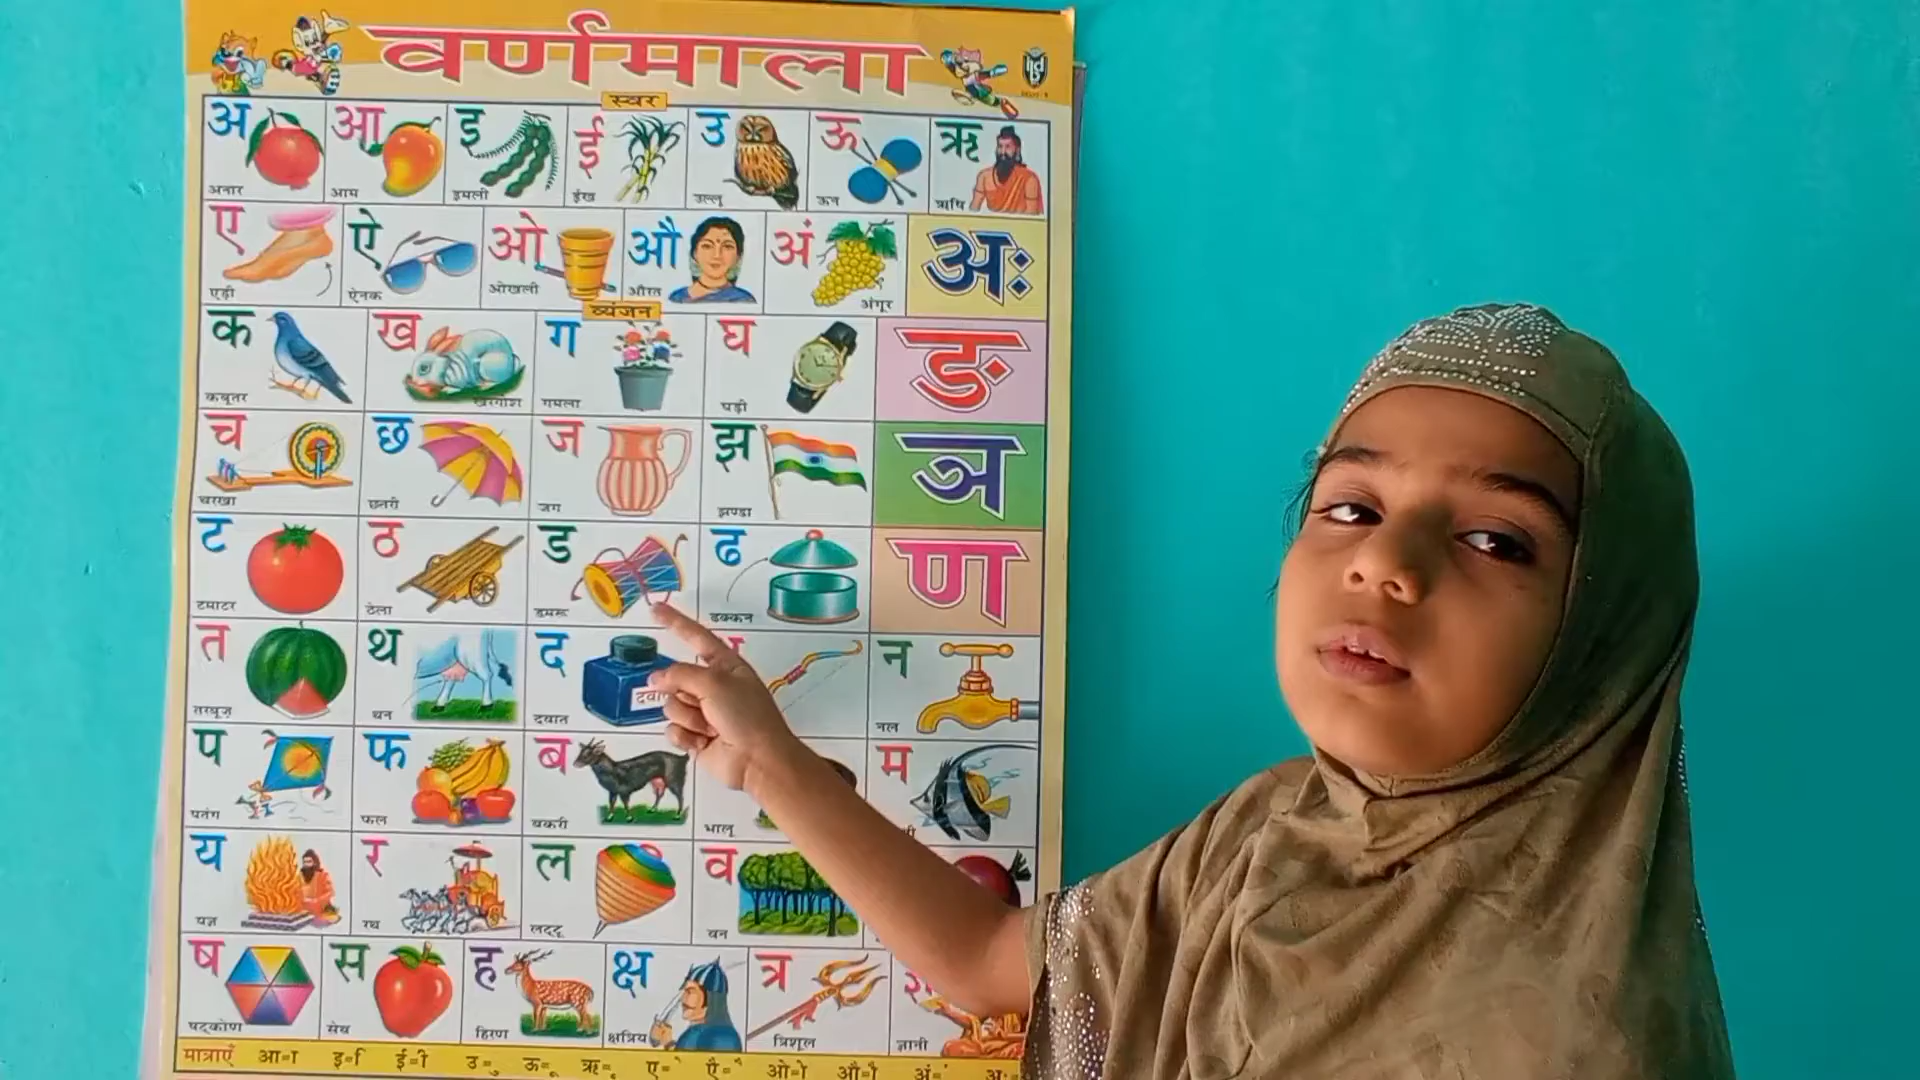 वर्णमाला
स्वर
अ आ इ ई उ ऊ ऋ
अनार आम इमली ईख उल्लू ऊन ऋषि
ए ऐ ओ औ अं अः
एड़ी ऐनक ओखली औरत अंगूर
व्यंजन
क ख ग घ ङ
कबूतर खरगोश गमला घड़ी
च छ ज झ ञ
चरखा छतरी जग झण्डा
ट ठ ड ढ ण
टमाटर ठेला डमरू ढक्कन
त थ द न
तरबूज़ थन दवात नल
प फ ब म
पतंग फल बकरी भालू
य र ल व
यज्ञ रथ लट्टू वन
ष स ह क्ष त्र
षट्कोण सेब हिरण क्षत्रिय त्रिशूल ज्ञानी
मात्राएँ आ=ा इ=ि ई=ी उ=ु ऊ=ू ऋ=ृ ए=े ऐ=ै ओ=ो औ=ौ अं=ं